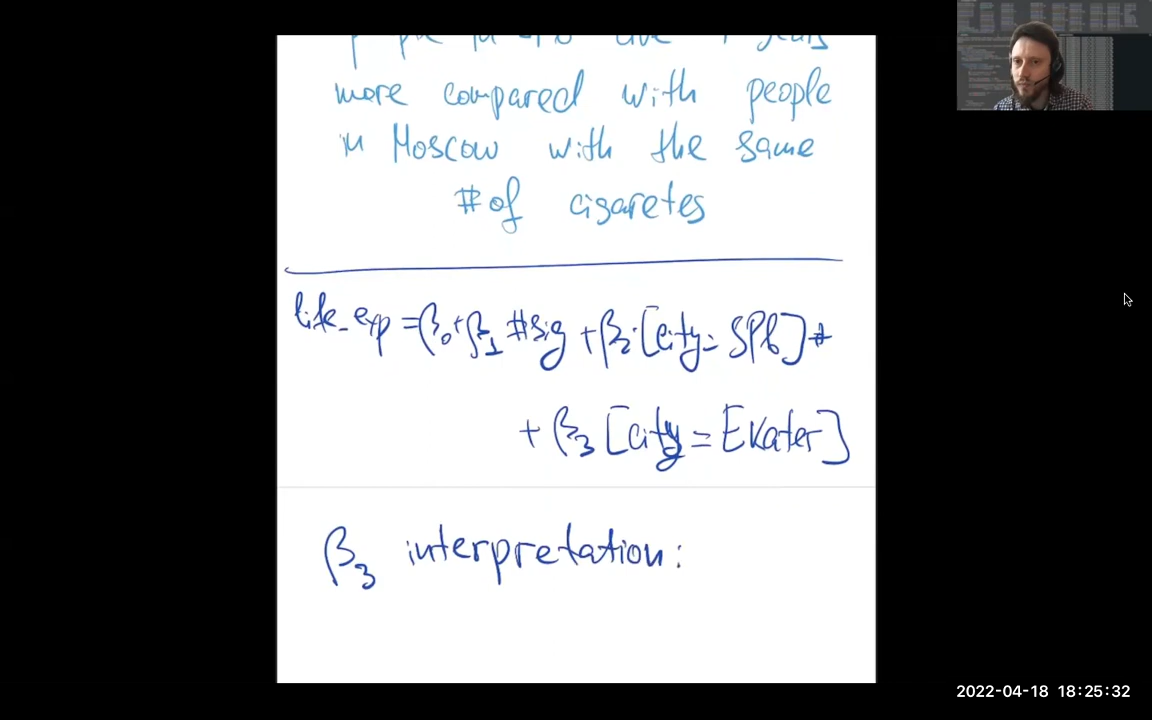 more compared with people
in Moscow with the same
# of cigaretes
life_exp = β₀ + β₁ #sig + β₂·[city = SPb] +
+ β₃ [city = Ekater]
β₃ interpretation:
2022-04-18 18:25:32